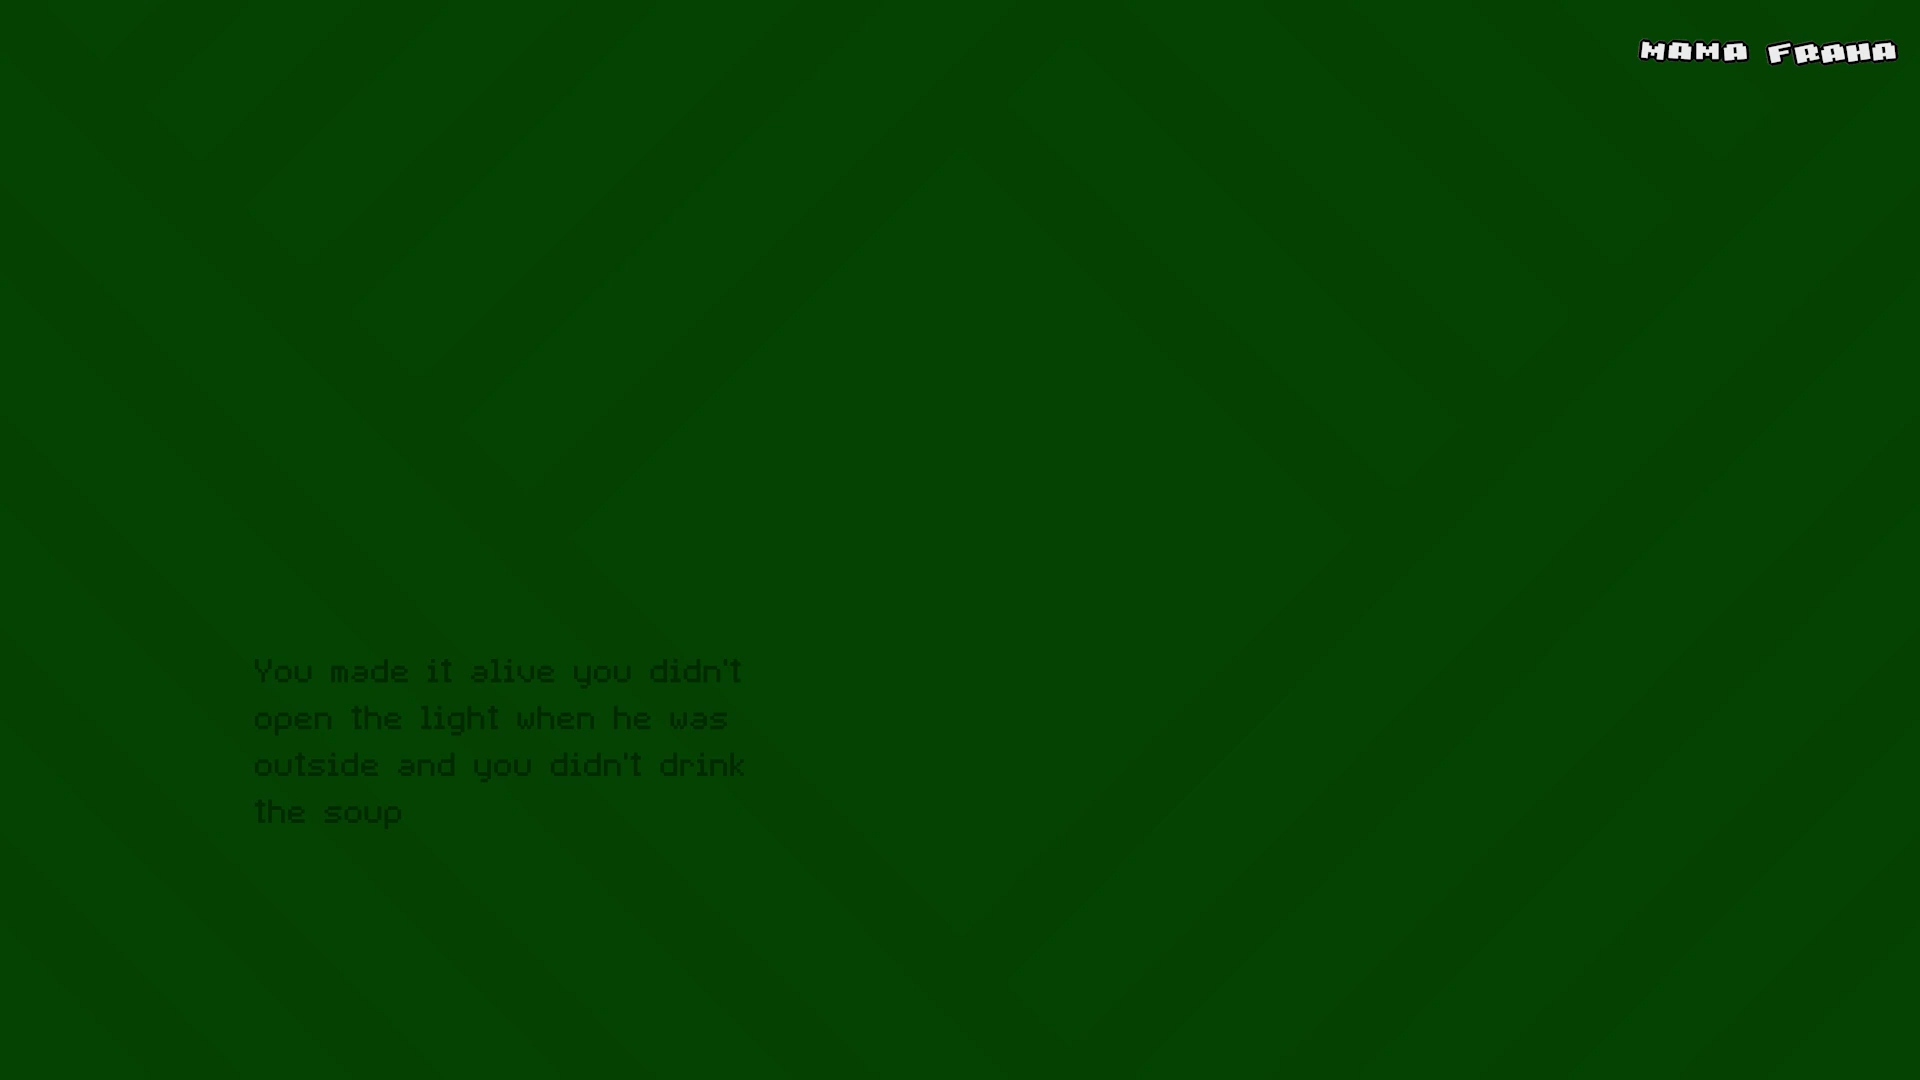 MAMA FRAHA
You made it alive you didn't
open the light when he was
outside and you didn't drink
the soup